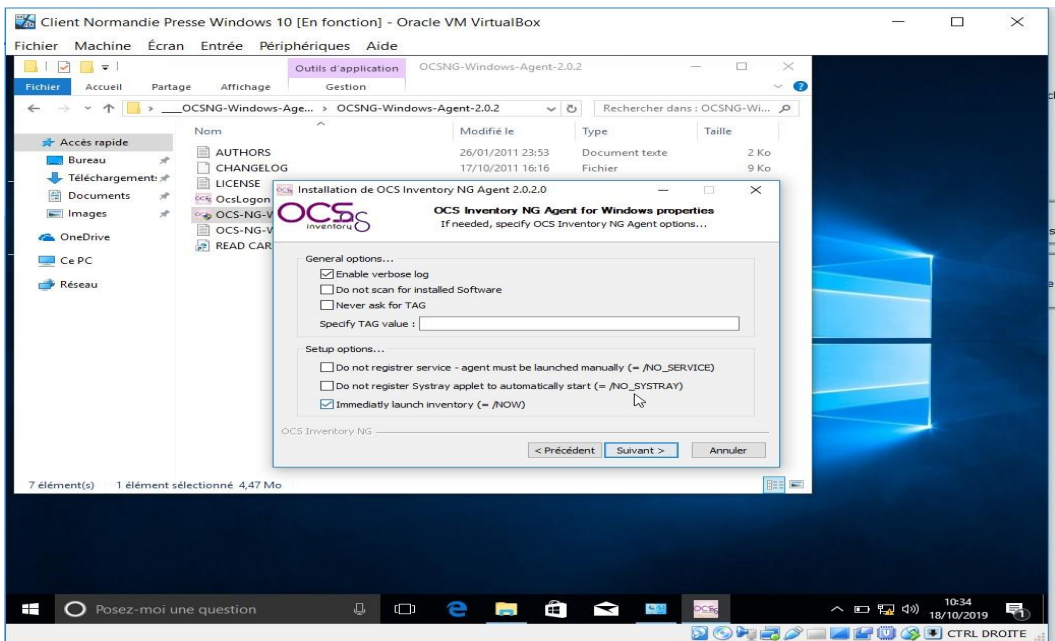 Client Normandie Presse Windows 10 [En fonction] - Oracle VM VirtualBox
Fichier Machine Écran Entrée Périphériques Aide
Outils d'application OCSNG-Windows-Agent-2.0.2
Fichier Accueil Partage Affichage Gestion
___OCSNG-Windows-Age... > OCSNG-Windows-Agent-2.0.2 Rechercher dans : OCSNG-Wi...
Nom Modifié le Type Taille
Accès rapide
Bureau
Téléchargement:
Documents
Images
OneDrive
Ce PC
Réseau
AUTHORS 26/01/2011 23:53 Document texte 2 Ko
CHANGELOG 17/10/2011 16:16 Fichier 9 Ko
LICENSE
OcsLogon
OCS-NG-W
OCS-NG-W
READ CAR
Installation de OCS Inventory NG Agent 2.0.2.0
OCS inventory
OCS Inventory NG Agent for Windows properties
If needed, specify OCS Inventory NG Agent options...
General options...
Enable verbose log
Do not scan for installed Software
Never ask for TAG
Specify TAG value :
Setup options...
Do not registrer service - agent must be launched manually (= /NO_SERVICE)
Do not register Systray applet to automatically start (= /NO_SYSTRAY)
Immediatly launch inventory (= /NOW)
OCS Inventory NG
< Précédent Suivant > Annuler
7 élément(s) 1 élément sélectionné 4,47 Mo
Posez-moi une question
10:34
18/10/2019
CTRL DROITE